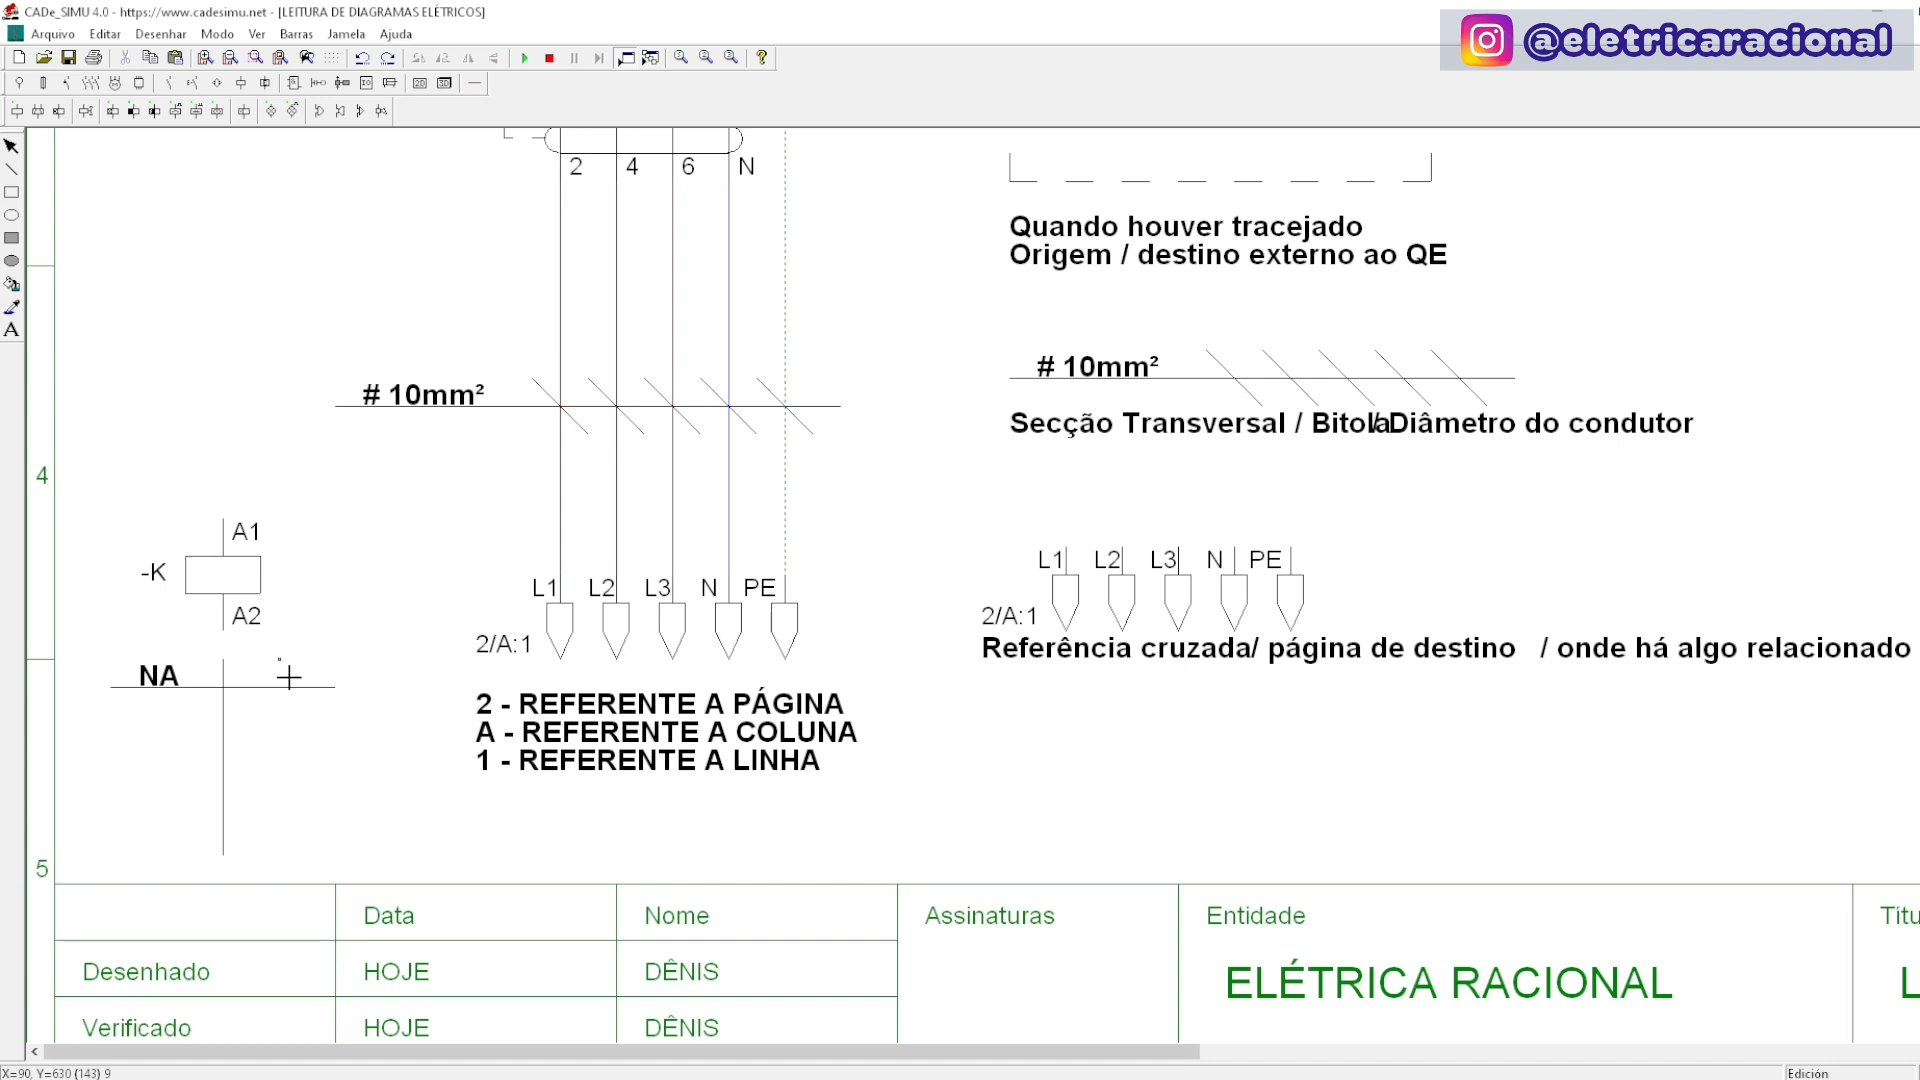 CADe_SIMU 4.0 - https://www.cadesimu.net - [LEITURA DE DIAGRAMAS ELÉTRICOS]
Arquivo Editar Desenhar Modo Ver Barras Jamela Ajuda
@eletricaracional
2 4 6 N
Quando houver tracejado
Origem / destino externo ao QE
# 10mm²
# 10mm²
Secção Transversal / Bitola/ Diâmetro do condutor
4
A1
-K
A2
L1 L2 L3 N PE
2/A:1
L1 L2 L3 N PE
2/A:1
Referência cruzada/ página de destino / onde há algo relacionado
NA
2 - REFERENTE A PÁGINA
A - REFERENTE A COLUNA
1 - REFERENTE A LINHA
5
Data Nome Assinaturas Entidade Títu
Desenhado HOJE DÊNIS
ELÉTRICA RACIONAL L
Verificado HOJE DÊNIS
X=90, Y=630 (143) 9
Edición